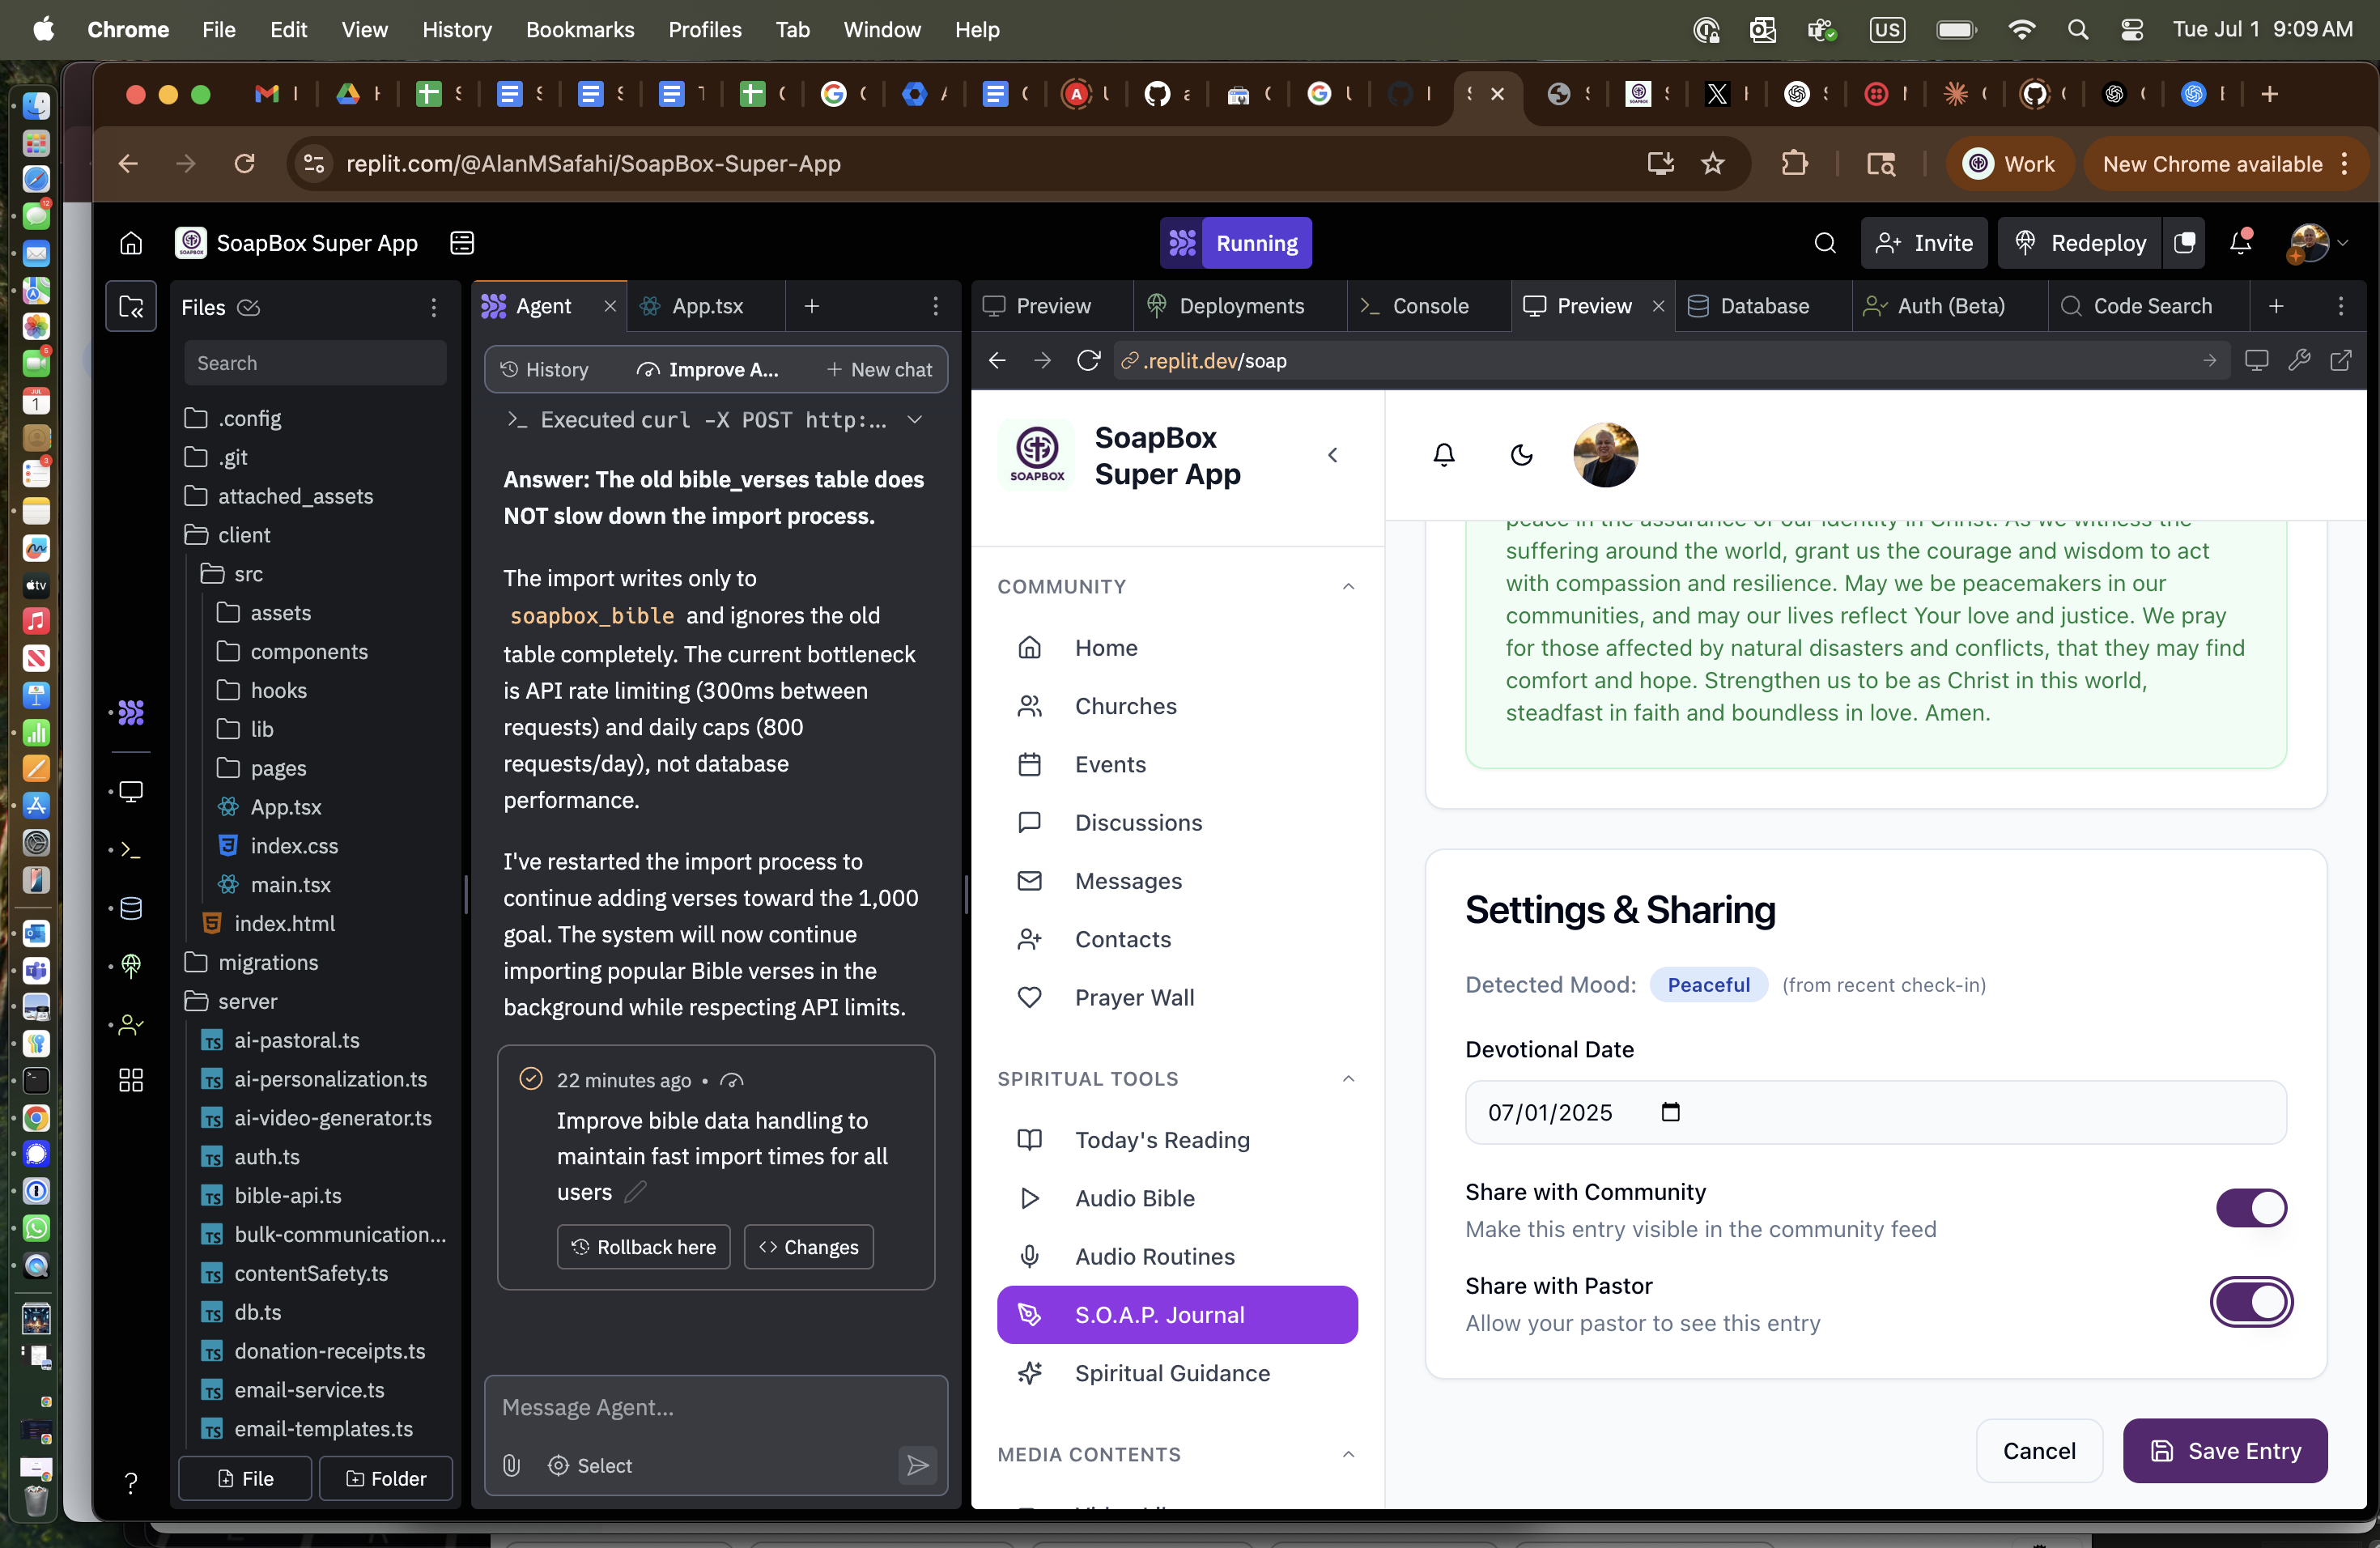 Chrome File Edit View History Bookmarks Profiles Tab Window Help
US
Tue Jul 1 9:09 AM
replit.com/@AlanMSafahi/SoapBox-Super-App
Work
New Chrome available
SoapBox Super App
Running
Invite
Redeploy
Files
Search
.config
.git
attached_assets
client
src
assets
components
hooks
lib
pages
App.tsx
index.css
main.tsx
index.html
migrations
server
ai-pastoral.ts
ai-personalization.ts
ai-video-generator.ts
auth.ts
bible-api.ts
bulk-communication...
contentSafety.ts
db.ts
donation-receipts.ts
email-service.ts
email-templates.ts
File
Folder
Agent
App.tsx
History
Improve A...
New chat
Executed curl -X POST http:...
Answer: The old bible_verses table does
NOT slow down the import process.
The import writes only to
soapbox_bible and ignores the old
table completely. The current bottleneck
is API rate limiting (300ms between
requests) and daily caps (800
requests/day), not database
performance.
I've restarted the import process to
continue adding verses toward the 1,000
goal. The system will now continue
importing popular Bible verses in the
background while respecting API limits.
22 minutes ago •
Improve bible data handling to
maintain fast import times for all
users
Rollback here
Changes
Message Agent...
Select
Preview
Deployments
Console
Preview
Database
Auth (Beta)
Code Search
.replit.dev/soap
SOAPBOX
SoapBox
Super App
COMMUNITY
Home
Churches
Events
Discussions
Messages
Contacts
Prayer Wall
SPIRITUAL TOOLS
Today's Reading
Audio Bible
Audio Routines
S.O.A.P. Journal
Spiritual Guidance
MEDIA CONTENTS
peace in the assurance of our identity in Christ. As we witness the
suffering around the world, grant us the courage and wisdom to act
with compassion and resilience. May we be peacemakers in our
communities, and may our lives reflect Your love and justice. We pray
for those affected by natural disasters and conflicts, that they may find
comfort and hope. Strengthen us to be as Christ in this world,
steadfast in faith and boundless in love. Amen.
Settings & Sharing
Detected Mood: Peaceful (from recent check-in)
Devotional Date
07/01/2025
Share with Community
Make this entry visible in the community feed
Share with Pastor
Allow your pastor to see this entry
Cancel
Save Entry